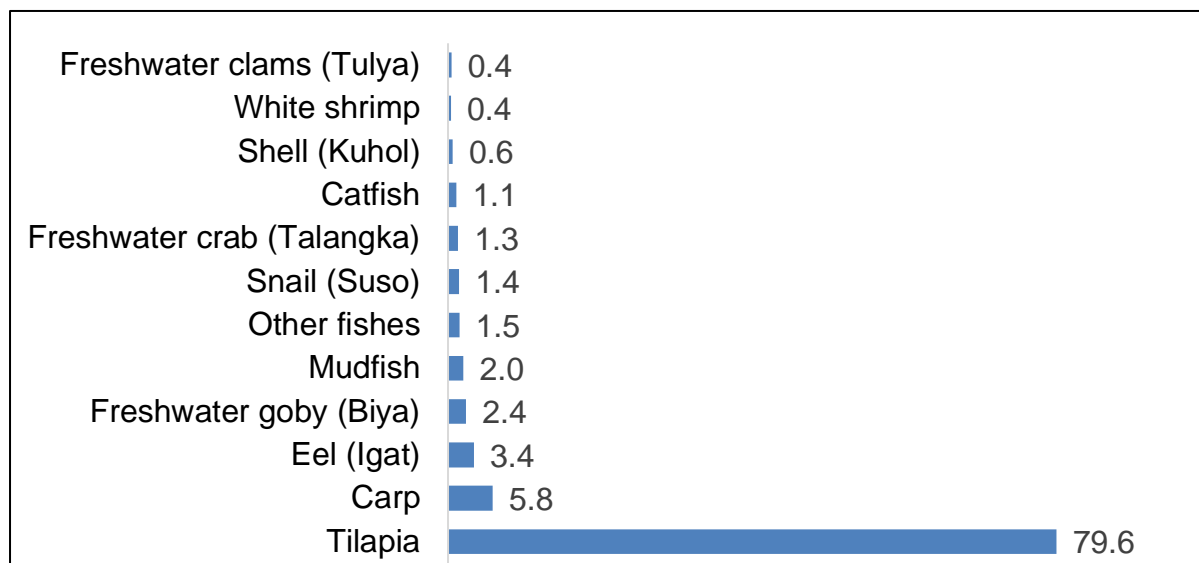 Freshwater clams (Tulya) 0.4
White shrimp 0.4
Shell (Kuhol) 0.6
Catfish 1.1
Freshwater crab (Talangka) 1.3
Snail (Suso) 1.4
Other fishes 1.5
Mudfish 2.0
Freshwater goby (Biya) 2.4
Eel (Igat) 3.4
Carp 5.8
Tilapia 79.6